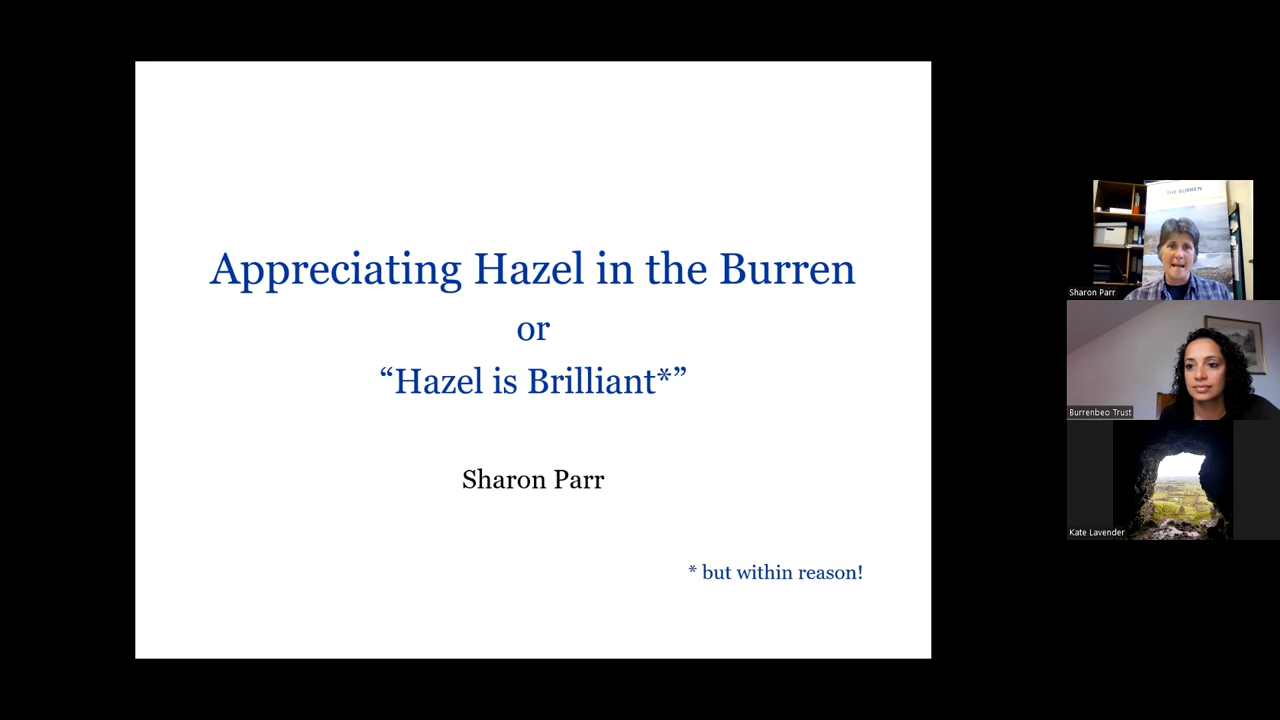 Appreciating Hazel in the Burren
or
“Hazel is Brilliant*”
Sharon Parr
* but within reason!
THE BURREN
Sharon Parr
Burrenbeo Trust
Kate Lavender